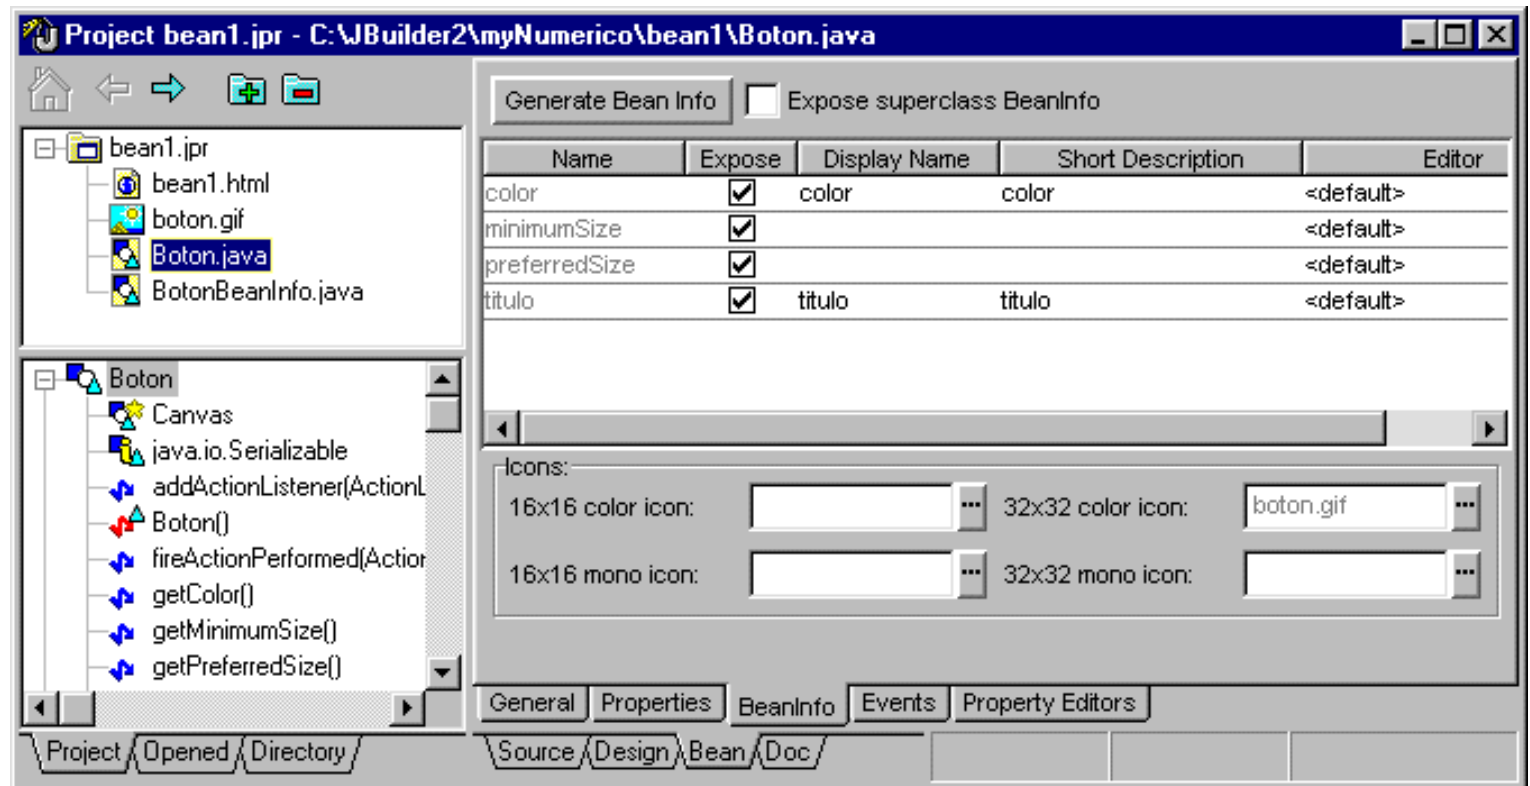 Project bean1.jpr - C:\JBuilder2\myNumerico\bean1\Boton.java
Generate Bean Info Expose superclass BeanInfo
bean1.jpr
bean1.html
boton.gif
Boton.java
BotonBeanInfo.java
Name Expose Display Name Short Description Editor
color color color <default>
minimumSize <default>
preferredSize <default>
titulo titulo titulo <default>
Boton
Canvas
java.io.Serializable
addActionListener(ActionL
Boton()
fireActionPerformed(Action
getColor()
getMinimumSize()
getPreferredSize()
Icons:
16x16 color icon: ... 32x32 color icon: boton.gif ...
16x16 mono icon: ... 32x32 mono icon: ...
General Properties BeanInfo Events Property Editors
Project Opened Directory
Source Design Bean Doc